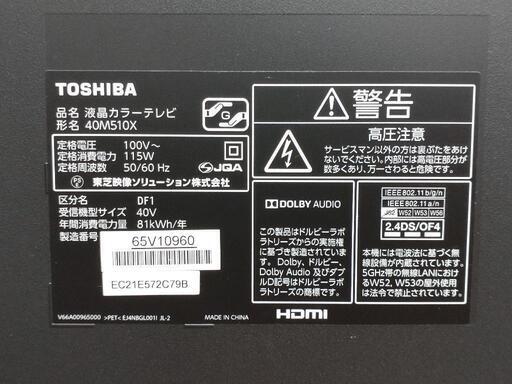 TOSHIBA
品名 液晶カラーテレビ
形名 40M510X
定格電圧 100V～
定格消費電力 115W
定格周波数 50/60 Hz
JQA
東芝映像ソリューション株式会社
区分名 DF1
受信機型サイズ 40V
年間消費電力量 81kWh/年
製造番号
65V10960
EC21E572C79B
V66A00965000 >PET< EJ4NBGL001I JL-2
MADE IN CHINA
警告
高圧注意
サービスマン以外の方は裏ぶたをあけ
ないでください。内部には高電圧部分が
数多くあり、万一さわると危険です。
DOLBY AUDIO
この製品はドルビーラボ
ラトリーズからの実施権
に基づき製造されていま
す。Dolby、ドルビー、
Dolby Audio 及びダブ
ルD記号はドルビーラボ
ラトリーズの商標です。
HDMI
IEEE802.11 b/g/n
IEEE802.11 a/n
J52 W52 W53 W56
2.4DS/OF4
本機には電波法に基づく無
線設備が内蔵されています。
5GHz帯の無線LANにおけ
るW52、W53の屋外使用
は法令で禁止されています。